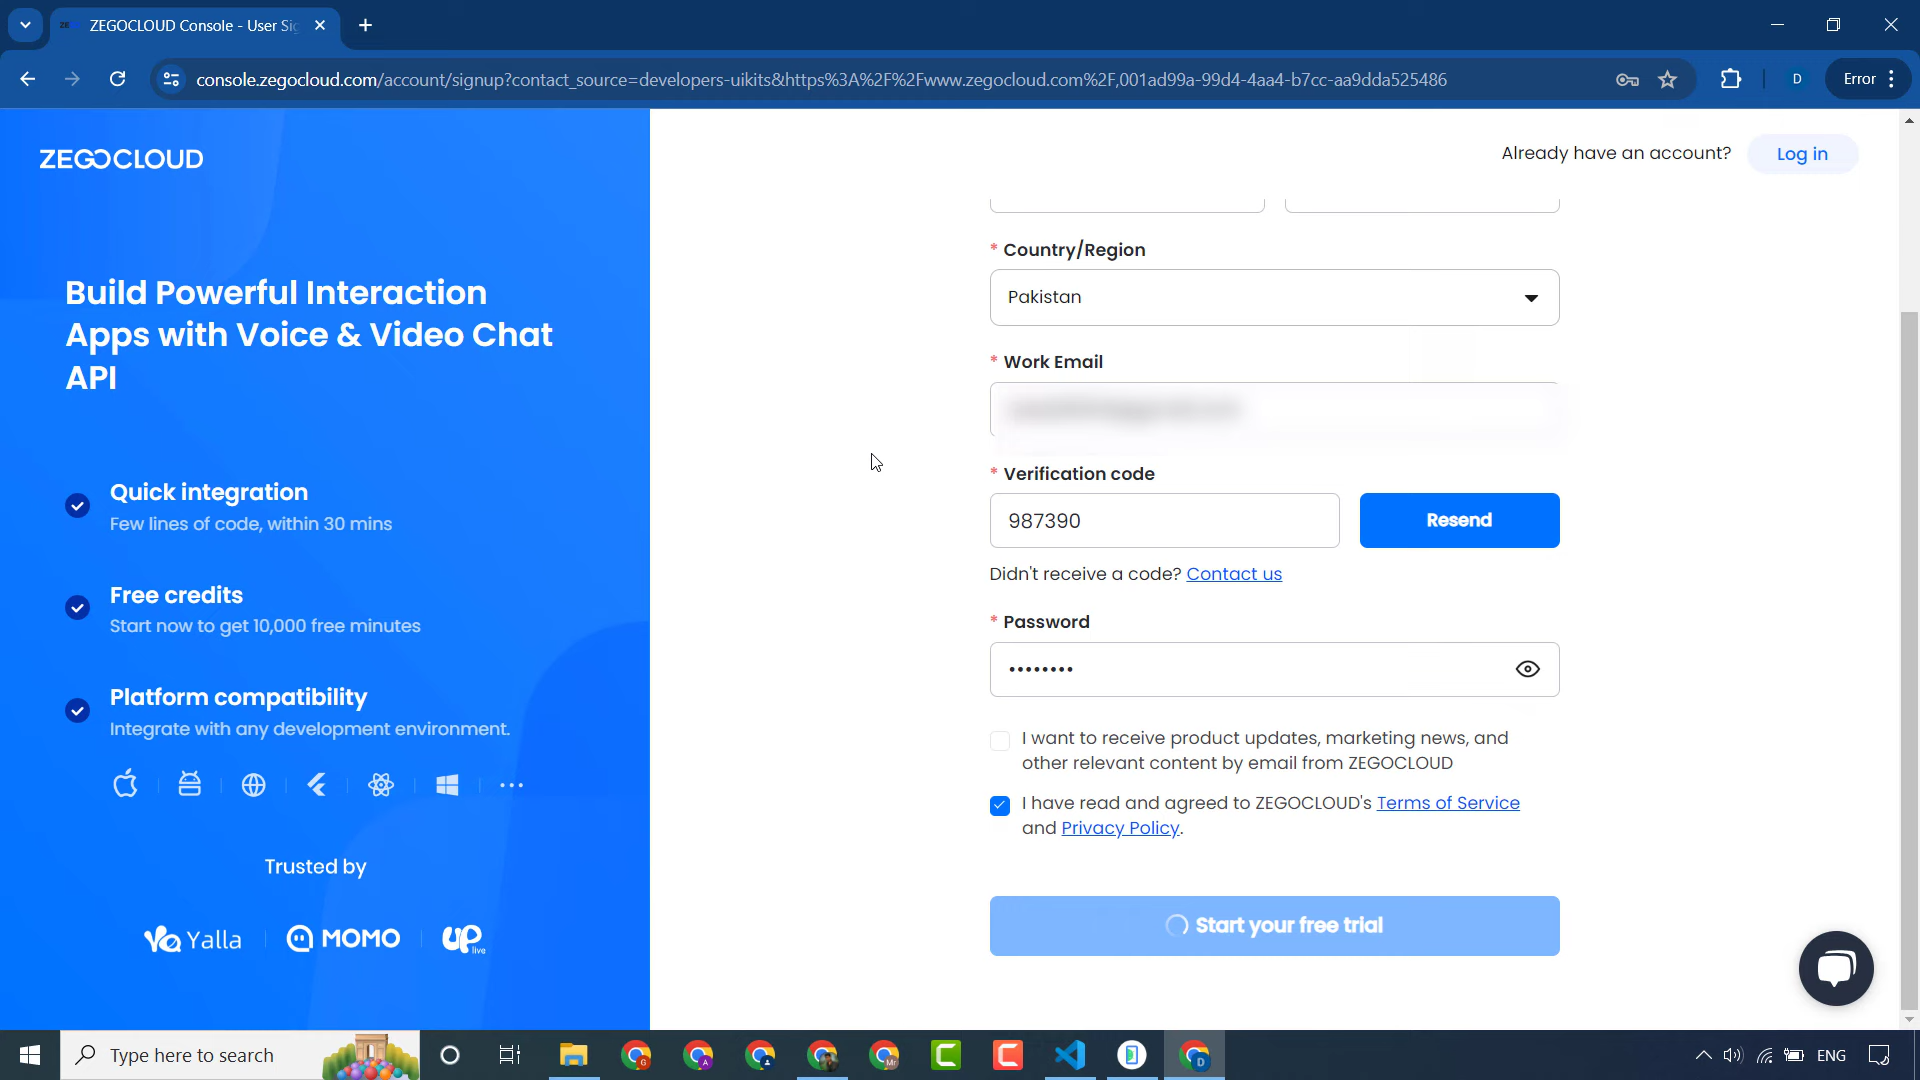 ZEGOCLOUD Console - User Sig
console.zegocloud.com/account/signup?contact_source=developers-uikits&https%3A%2F%2Fwww.zegocloud.com%2F,001ad99a-99d4-4aa4-b7cc-aa9dda525486
D
Error
ZEGOCLOUD
Already have an account?
Log in
Build Powerful Interaction
Apps with Voice & Video Chat
API
Quick integration
Few lines of code, within 30 mins
Free credits
Start now to get 10,000 free minutes
Platform compatibility
Integrate with any development environment.
Trusted by
Yalla
MOMO
UP live
* Country/Region
Pakistan
* Work Email
* Verification code
987390
Resend
Didn't receive a code? Contact us
* Password
I want to receive product updates, marketing news, and
other relevant content by email from ZEGOCLOUD
I have read and agreed to ZEGOCLOUD's Terms of Service
and Privacy Policy.
Start your free trial
Type here to search
ENG